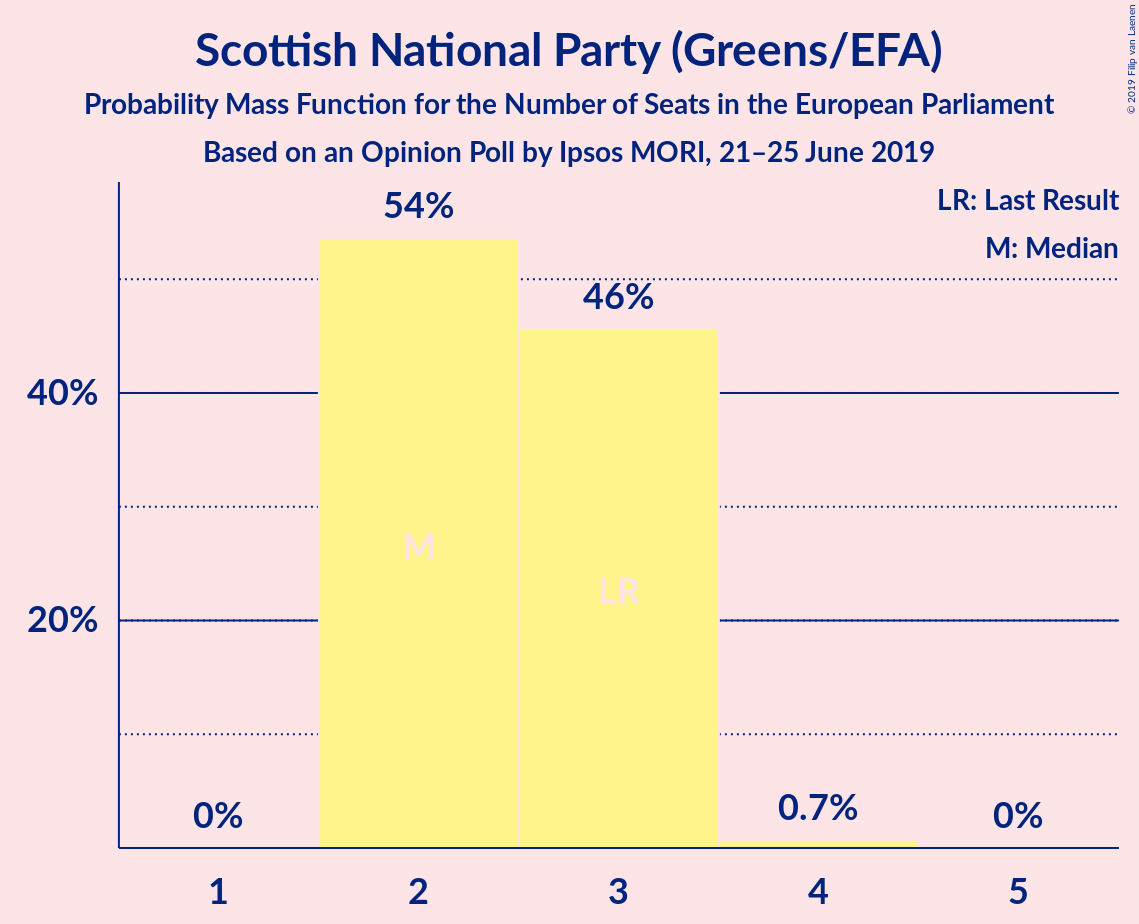 Scottish National Party (Greens/EFA)
Probability Mass Function for the Number of Seats in the European Parliament
Based on an Opinion Poll by Ipsos MORI, 21–25 June 2019
© 2019 Filip van Laenen
LR: Last Result
M: Median
54%
46%
40%
M
LR
20%
0%
0.7%
0%
1
2
3
4
5